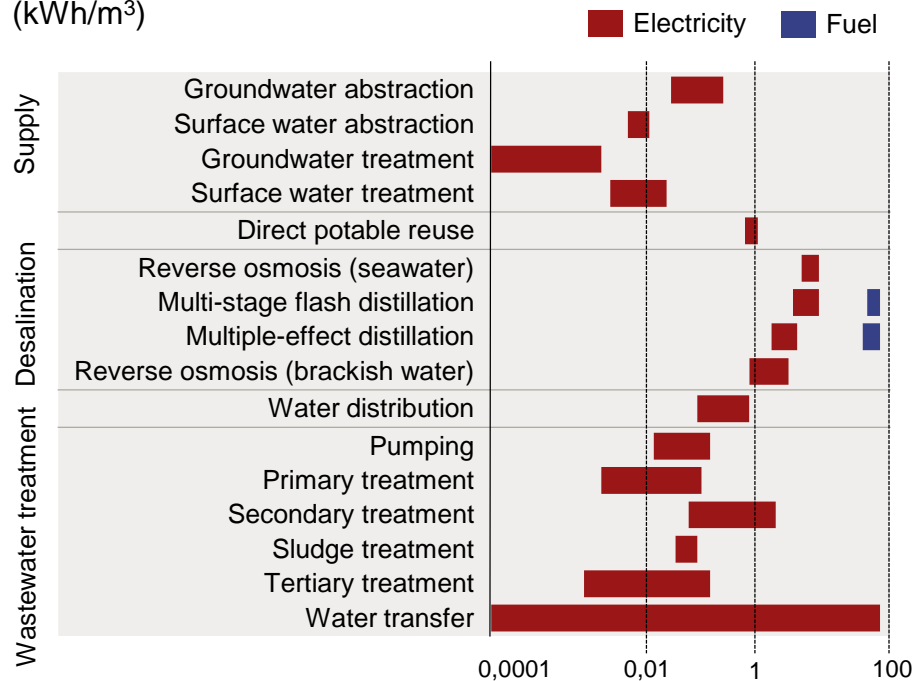 (kWh/m³)
Electricity
Fuel
Supply
Groundwater abstraction
Surface water abstraction
Groundwater treatment
Surface water treatment
Direct potable reuse
Desalination
Reverse osmosis (seawater)
Multi-stage flash distillation
Multiple-effect distillation
Reverse osmosis (brackish water)
Water distribution
Wastewater treatment
Pumping
Primary treatment
Secondary treatment
Sludge treatment
Tertiary treatment
Water transfer
0,0001 0,01 1 100